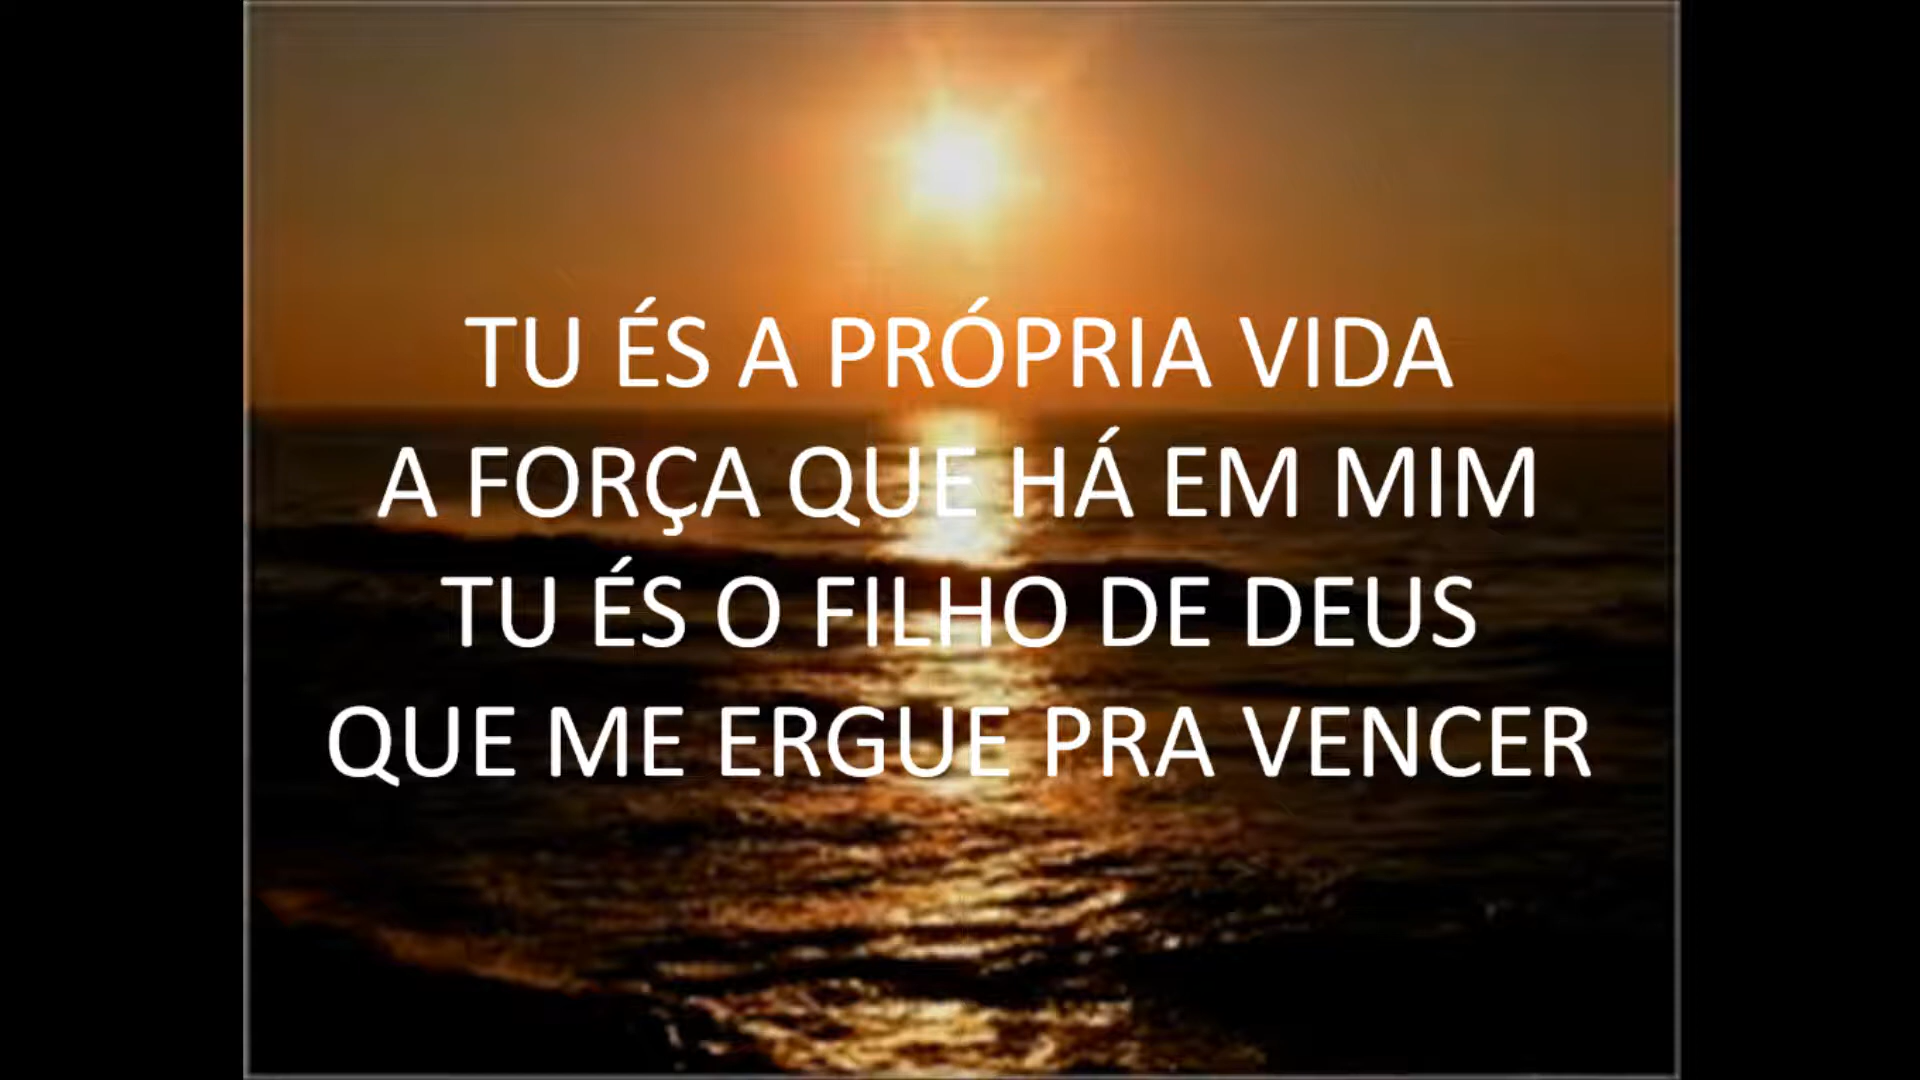 TU ÉS A PRÓPRIA VIDA
A FORÇA QUE HÁ EM MIM
TU ÉS O FILHO DE DEUS
QUE ME ERGUE PRA VENCER